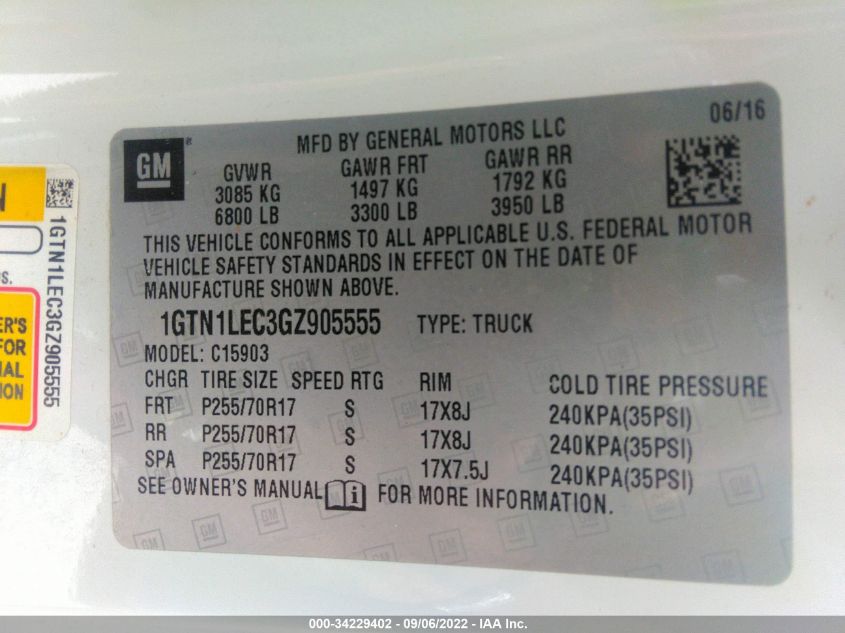 06/16
MFD BY GENERAL MOTORS LLC
GM
GVWR GAWR FRT GAWR RR
3085 KG 1497 KG 1792 KG
6800 LB 3300 LB 3950 LB
THIS VEHICLE CONFORMS TO ALL APPLICABLE U.S. FEDERAL MOTOR
VEHICLE SAFETY STANDARDS IN EFFECT ON THE DATE OF
MANUFACTURE SHOWN ABOVE.
1GTN1LEC3GZ905555 TYPE: TRUCK
MODEL: C15903
CHGR TIRE SIZE SPEED RTG RIM COLD TIRE PRESSURE
FRT P255/70R17 S 17X8J 240KPA(35PSI)
RR P255/70R17 S 17X8J 240KPA(35PSI)
SPA P255/70R17 S 17X7.5J 240KPA(35PSI)
SEE OWNER'S MANUAL i FOR MORE INFORMATION.
1GTN1LEC3GZ905555
N
S.
ER'S
FOR
NAL
ION
000-34229402 - 09/06/2022 - IAA Inc.